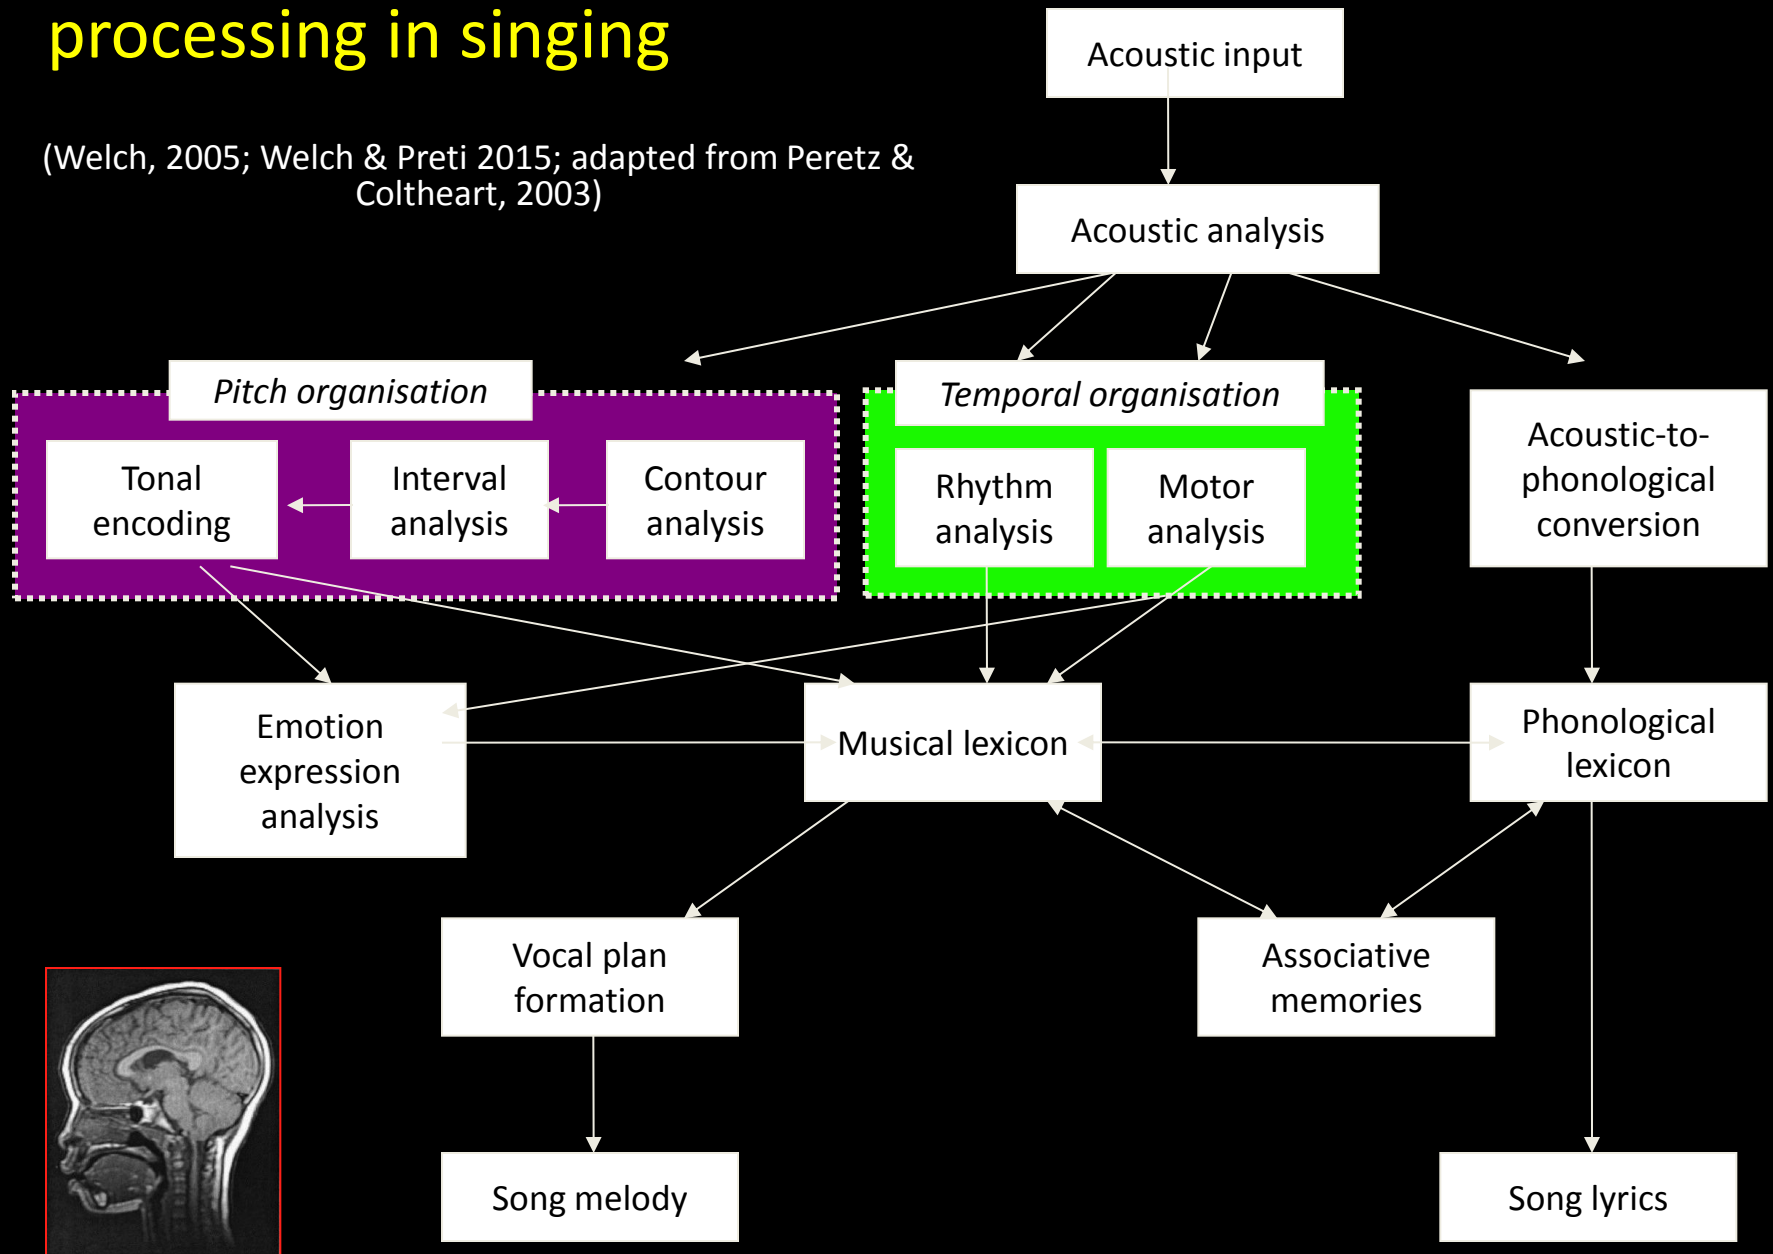 processing in singing
(Welch, 2005; Welch & Preti 2015; adapted from Peretz &
Coltheart, 2003)
Acoustic input
Acoustic analysis
Pitch organisation
Tonal
encoding
Interval
analysis
Contour
analysis
Temporal organisation
Rhythm
analysis
Motor
analysis
Acoustic-to-
phonological
conversion
Emotion
expression
analysis
Musical lexicon
Phonological
lexicon
Vocal plan
formation
Associative
memories
Song melody
Song lyrics